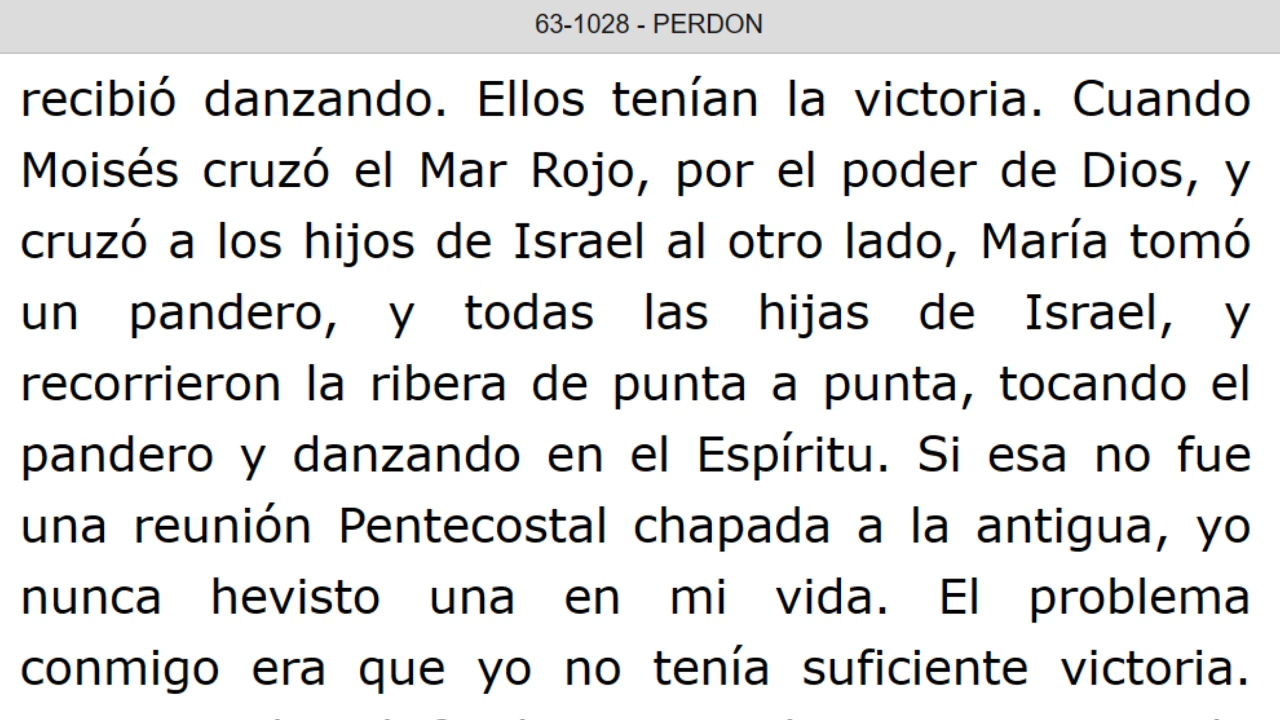 63-1028 - PERDON
recibió danzando. Ellos tenían la victoria. Cuando
Moisés cruzó el Mar Rojo, por el poder de Dios, y
cruzó a los hijos de Israel al otro lado, María tomó
un pandero, y todas las hijas de Israel, y
recorrieron la ribera de punta a punta, tocando el
pandero y danzando en el Espíritu. Si esa no fue
una reunión Pentecostal chapada a la antigua, yo
nunca hevisto una en mi vida. El problema
conmigo era que yo no tenía suficiente victoria.